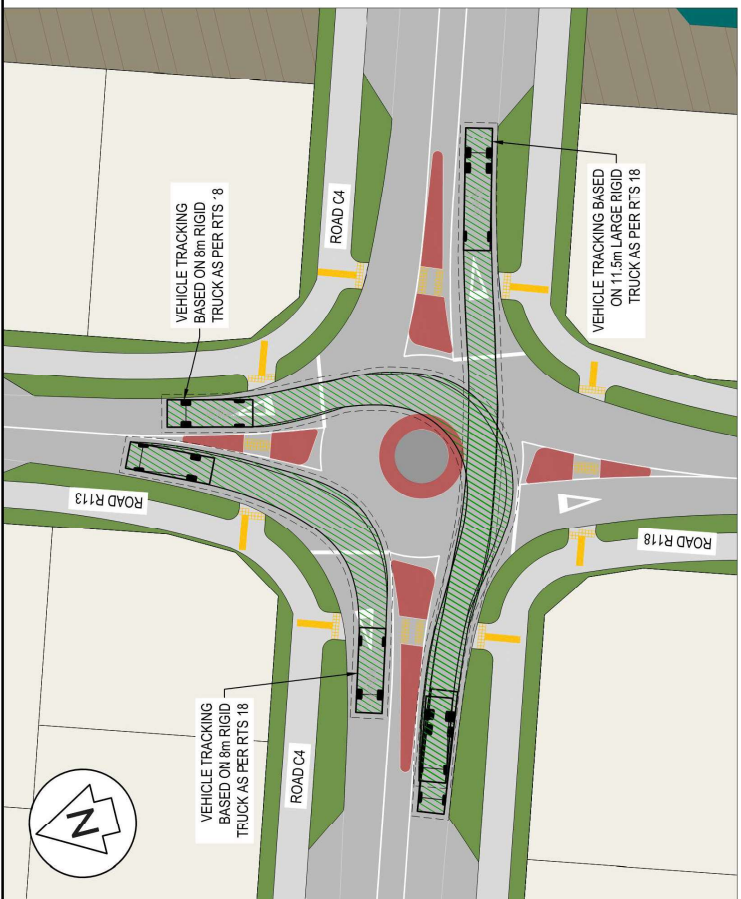 VEHICLE TRACKING
BASED ON 8m RIGID
TRUCK AS PER RTS 18
ROAD C4
VEHICLE TRACKING BASED
ON 11.5m LARGE RIGID
TRUCK AS PER RTS 18
ROAD R113
ROAD R118
VEHICLE TRACKING
BASED ON 8m RIGID
TRUCK AS PER RTS 18
ROAD C4
N